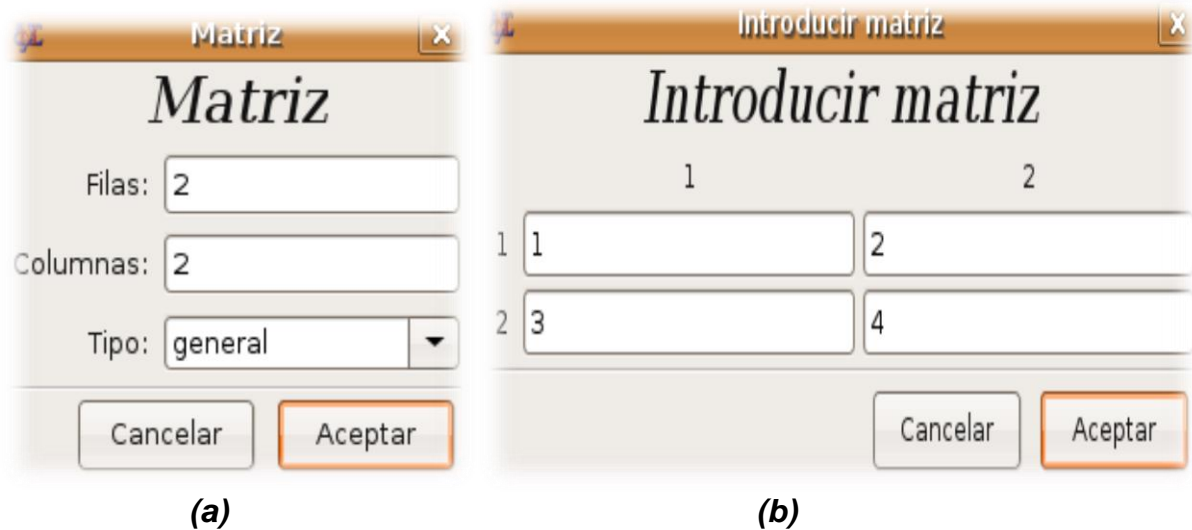 Matriz
Matriz
Filas: 2
Columnas: 2
Tipo: general
Cancelar Aceptar
(a)
Introducir matriz
Introducir matriz
1 2
1 1 2
2 3 4
Cancelar Aceptar
(b)